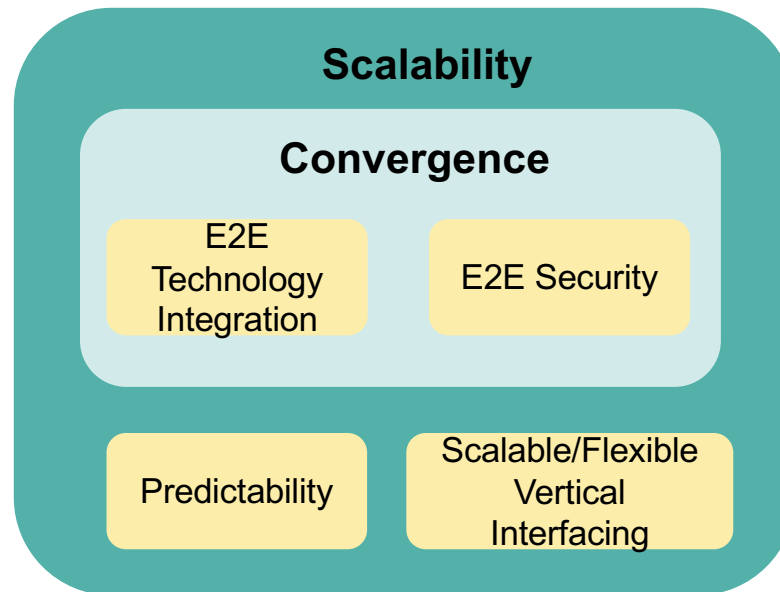 Scalability
Convergence
E2E
Technology
Integration
E2E Security
Predictability
Scalable/Flexible
Vertical
Interfacing